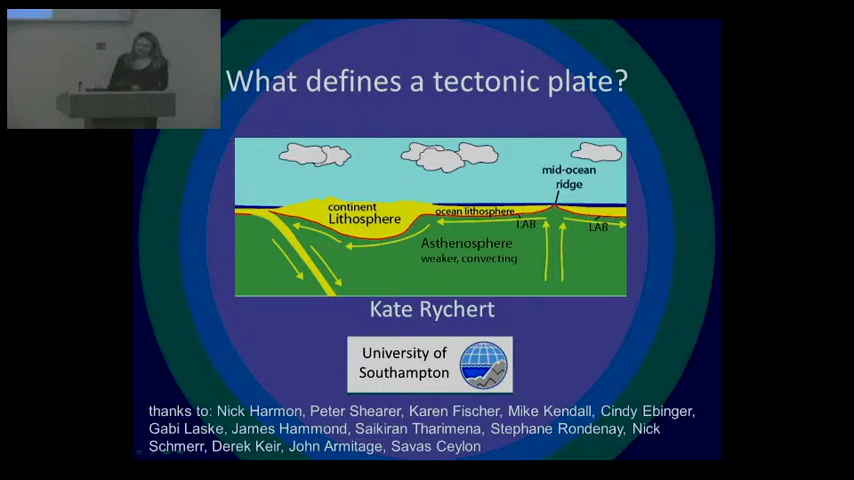 What defines a tectonic plate?
mid-ocean
ridge
continent
Lithosphere
ocean lithosphere
LAB
LAB
Asthenosphere
weaker, convecting
Kate Rychert
University of
Southampton
thanks to: Nick Harmon, Peter Shearer, Karen Fischer, Mike Kendall, Cindy Ebinger,
Gabi Laske, James Hammond, Saikiran Tharimena, Stephane Rondenay, Nick
Schmerr, Derek Keir, John Armitage, Savas Ceylon